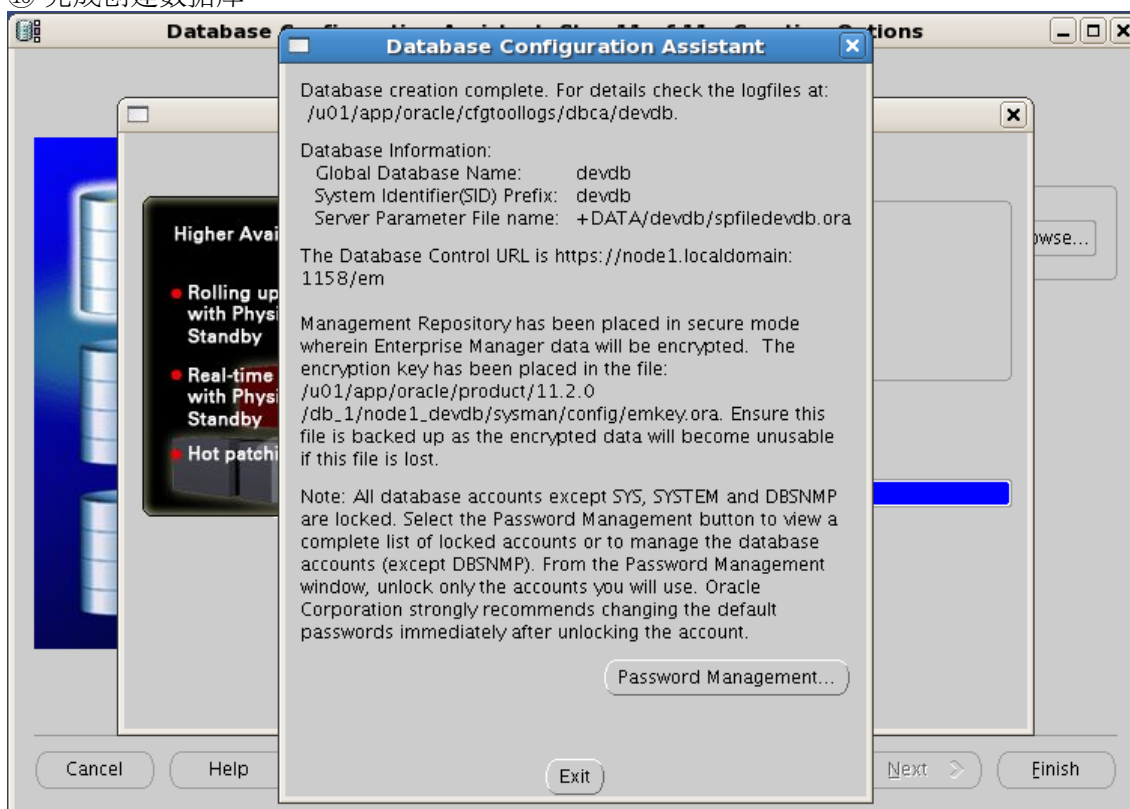 完成创建数据库
Database
tions
Database Configuration Assistant
Database creation complete. For details check the logfiles at:
/u01/app/oracle/cfgtoollogs/dbca/devdb.
Database Information:
Global Database Name: devdb
System Identifier(SID) Prefix: devdb
Server Parameter File name: +DATA/devdb/spfiledevdb.ora
The Database Control URL is https://node1.localdomain:
1158/em
Management Repository has been placed in secure mode
wherein Enterprise Manager data will be encrypted. The
encryption key has been placed in the file:
/u01/app/oracle/product/11.2.0
/db_1/node1_devdb/sysman/config/emkey.ora. Ensure this
file is backed up as the encrypted data will become unusable
if this file is lost.
Note: All database accounts except SYS, SYSTEM and DBSNMP
are locked. Select the Password Management button to view a
complete list of locked accounts or to manage the database
accounts (except DBSNMP). From the Password Management
window, unlock only the accounts you will use. Oracle
Corporation strongly recommends changing the default
passwords immediately after unlocking the account.
Password Management...
Exit
Higher Avai
Rolling up
with Physi
Standby
Real-time
with Physi
Standby
Hot patchi
owse...
Cancel
Help
Next
Finish